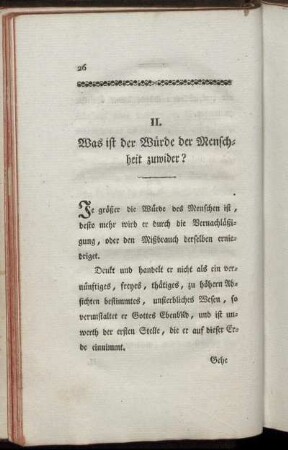 26
II.
Was ist der Würde der Mensch-
heit zuwider?
Je größer die Würde des Menschen ist,
desto mehr wird er durch die Vernachläßi-
gung, oder den Mißbrauch derselben ernie-
driget.
Denkt und handelt er nicht als ein ver-
nünftiges, freyes, thätiges, zu höhern Ab-
sichten bestimmtes, unsterbliches Wesen, so
verunstaltet er Gottes Ebenbild, und ist un-
werth der ersten Stelle, die er auf dieser Er-
de einnimmt.
Gehe